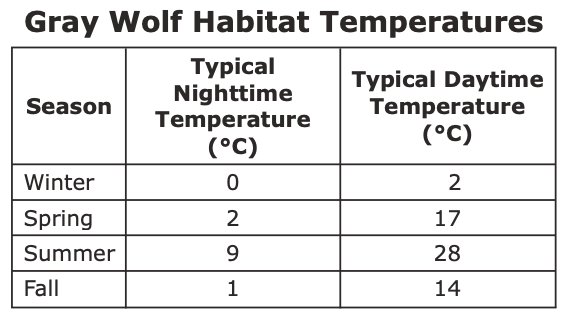 Gray Wolf Habitat Temperatures
Season
Typical
Nighttime
Temperature
(°C)
Typical Daytime
Temperature
(°C)
Winter 0 2
Spring 2 17
Summer 9 28
Fall 1 14